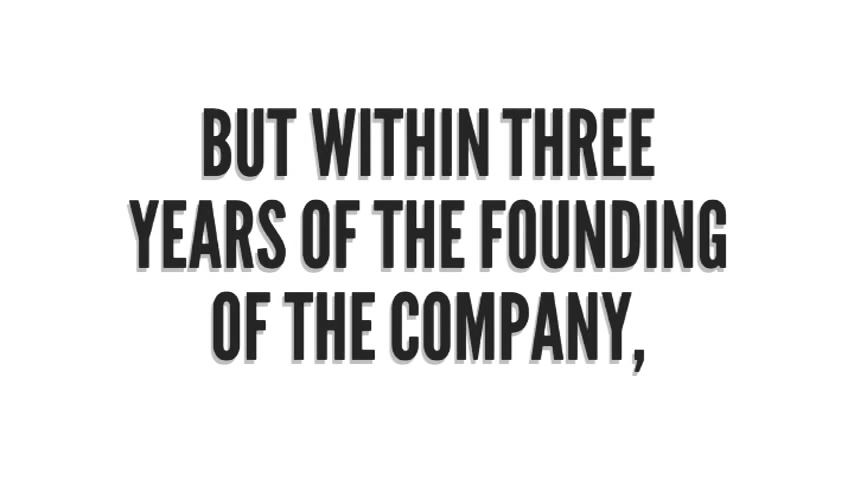 BUT WITHIN THREE
YEARS OF THE FOUNDING
OF THE COMPANY,